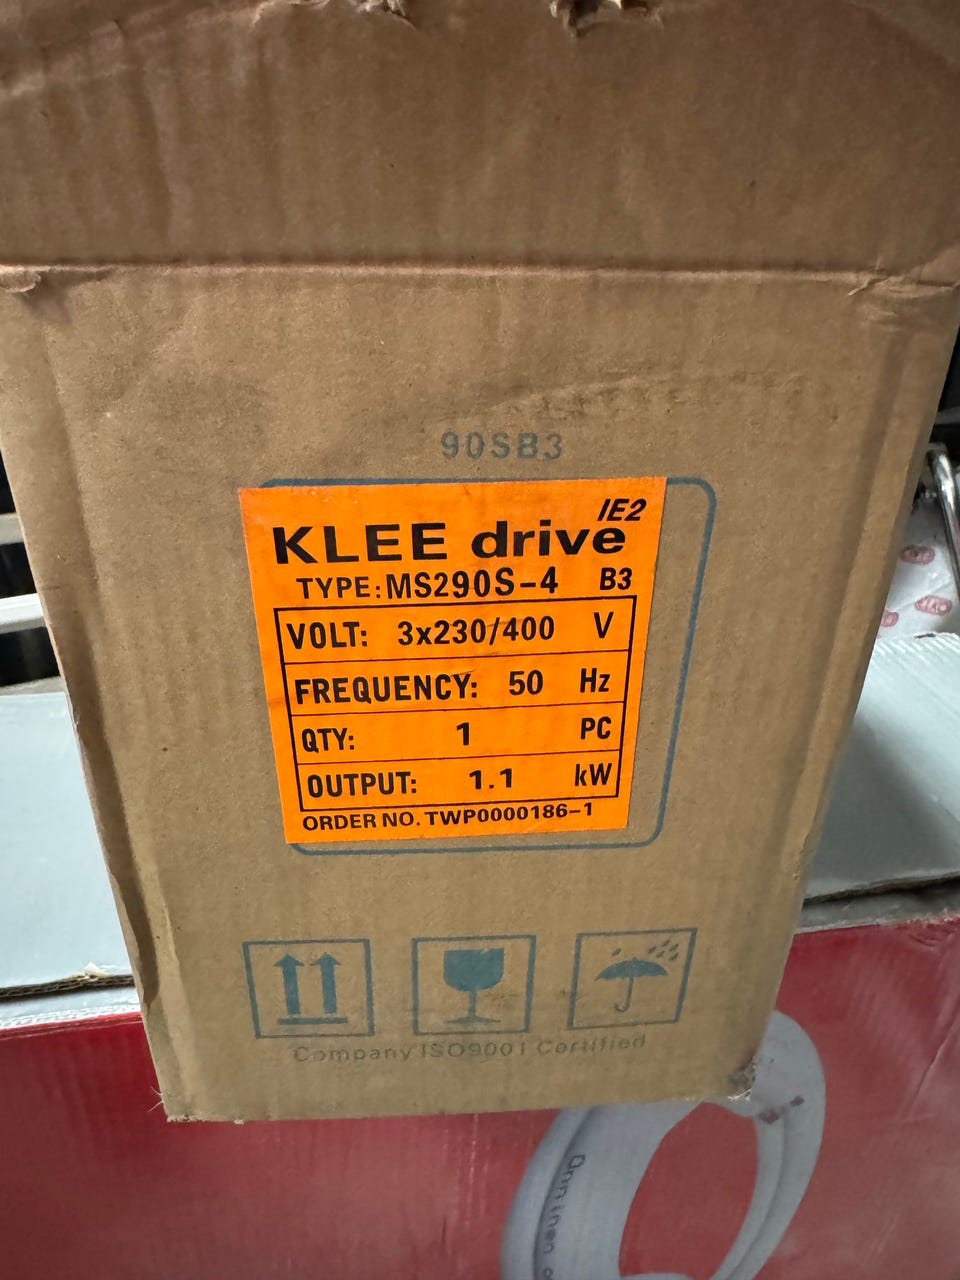 90SB3
IE2
KLEE drive
TYPE: MS290S-4 B3
VOLT: 3x230/400 V
FREQUENCY: 50 Hz
QTY: 1 PC
OUTPUT: 1.1 kW
ORDER NO. TWP0000186-1
Company ISO9001 Certified
Onninen